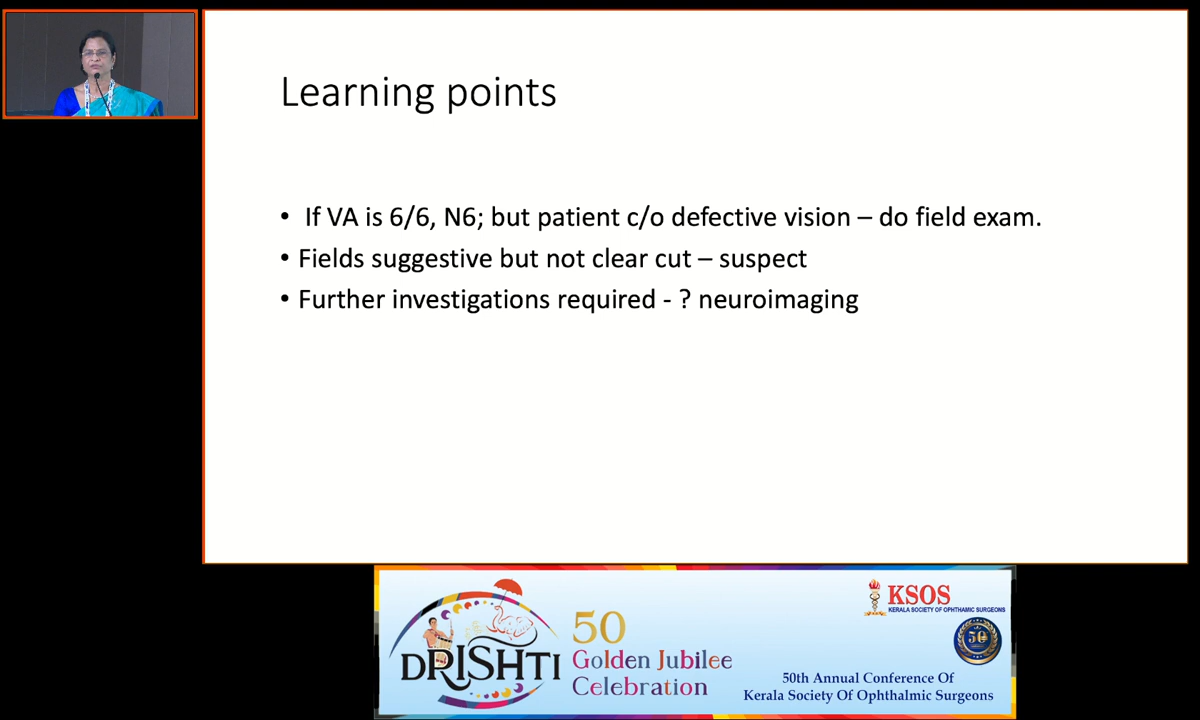 Learning points
• If VA is 6/6, N6; but patient c/o defective vision – do field exam.
• Fields suggestive but not clear cut – suspect
• Further investigations required - ? neuroimaging
DRISHTI
50
Golden Jubilee
Celebration
KSOS
KERALA SOCIETY OF OPHTHAMIC SURGEONS
50
50th Annual Conference Of
Kerala Society Of Ophthalmic Surgeons